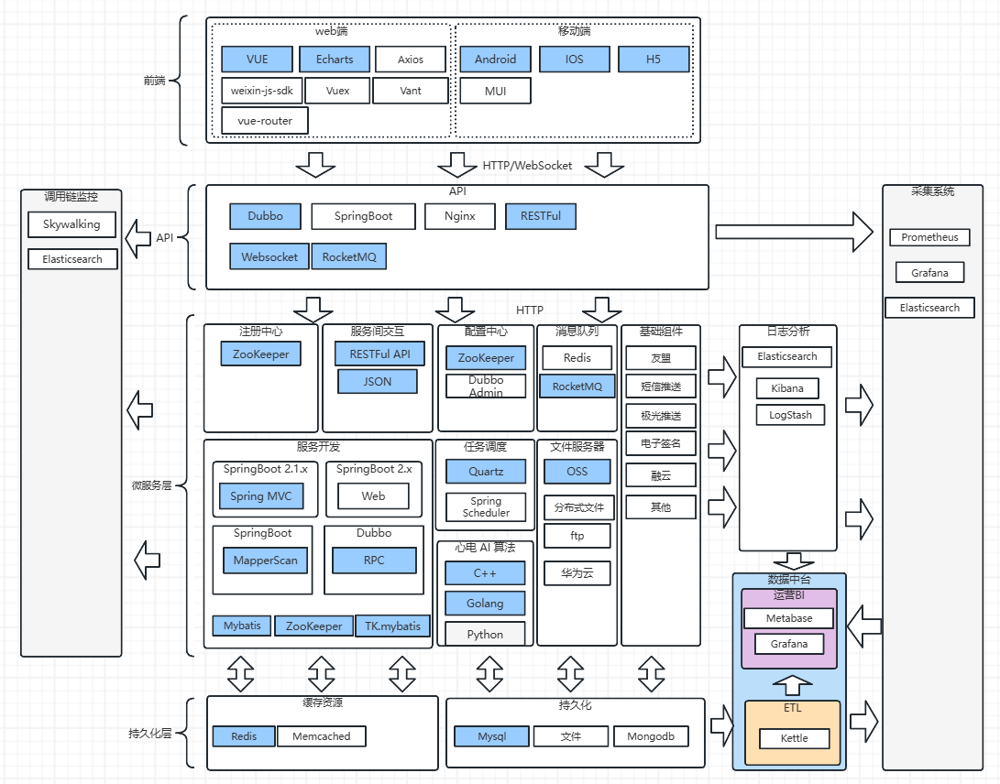 web端
移动端
VUE
Echarts
Axios
Android
IOS
H5
前端
weixin-js-sdk
Vuex
Vant
MUI
vue-router
HTTP/WebSocket
调用链监控
Skywalking
Elasticsearch
API
API
Dubbo
SpringBoot
Nginx
RESTFul
Websocket
RocketMQ
采集系统
Prometheus
Grafana
Elasticsearch
HTTP
微服务层
注册中心
ZooKeeper
服务间交互
RESTFul API
JSON
配置中心
ZooKeeper
Dubbo
Admin
消息队列
Redis
RocketMQ
基础组件
友盟
短信推送
极光推送
电子签名
融云
其他
日志分析
Elasticsearch
Kibana
LogStash
服务开发
SpringBoot 2.1.x
Spring MVC
SpringBoot 2.x
Web
SpringBoot
MapperScan
Dubbo
RPC
Mybatis
ZooKeeper
TK.mybatis
任务调度
Quartz
Spring
Scheduler
心电 AI 算法
C++
Golang
Python
文件服务器
OSS
分布式文件
ftp
华为云
数据中台
运营BI
Metabase
Grafana
ETL
Kettle
持久化层
缓存资源
Redis
Memcached
持久化
Mysql
文件
Mongodb